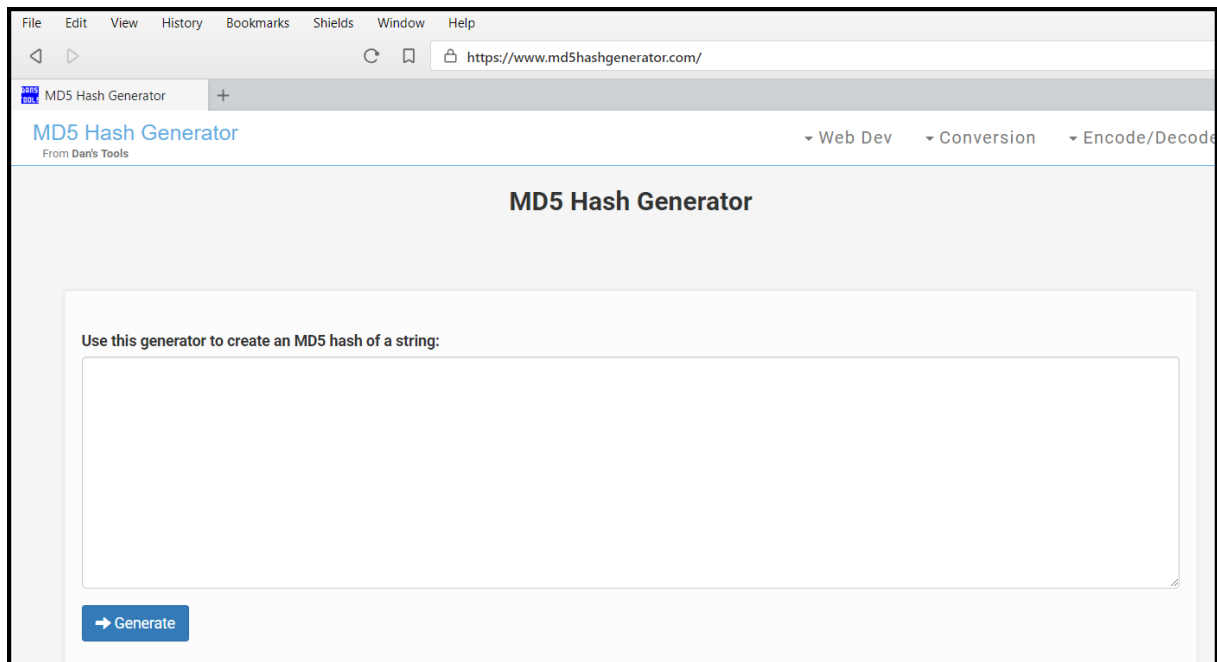 File Edit View History Bookmarks Shields Window Help
https://www.md5hashgenerator.com/
DANS
TOOLS
MD5 Hash Generator
MD5 Hash Generator
Web Dev Conversion Encode/Decode
From Dan's Tools
MD5 Hash Generator
Use this generator to create an MD5 hash of a string:
Generate